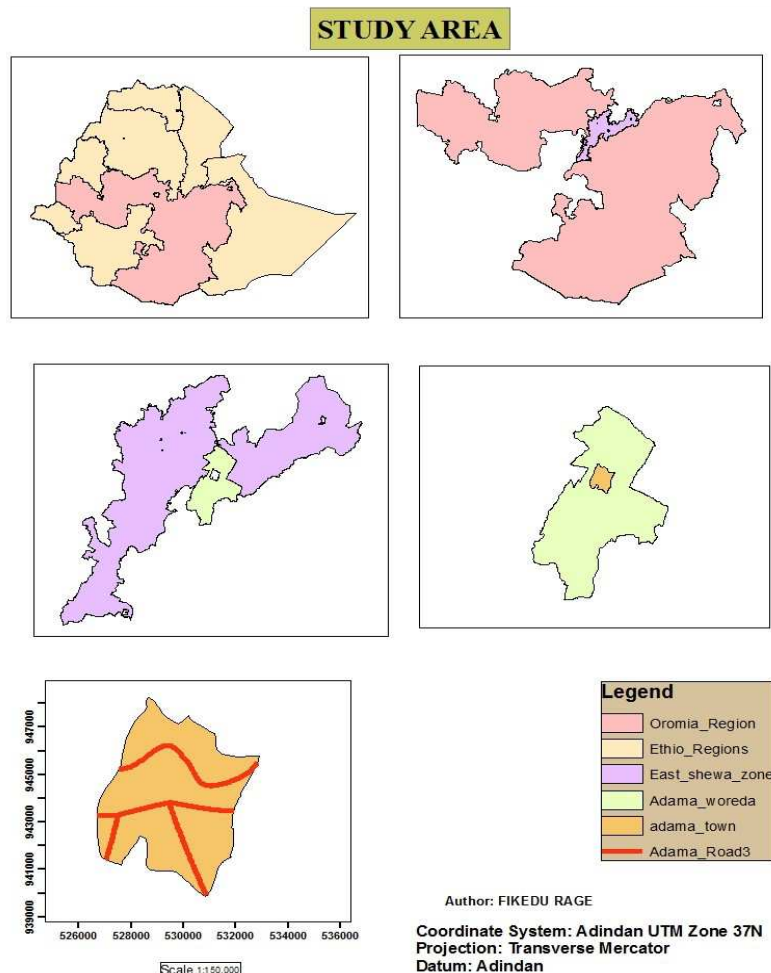 STUDY AREA
Legend
Oromia_Region
Ethio_Regions
East_shewa_zone
Adama_woreda
adama_town
Adama_Road3
947000
945000
943000
941000
939000
526000 528000 530000 532000 534000 536000
Scale 1:150,000
Author: FIKEDU RAGE
Coordinate System: Adindan UTM Zone 37N
Projection: Transverse Mercator
Datum: Adindan